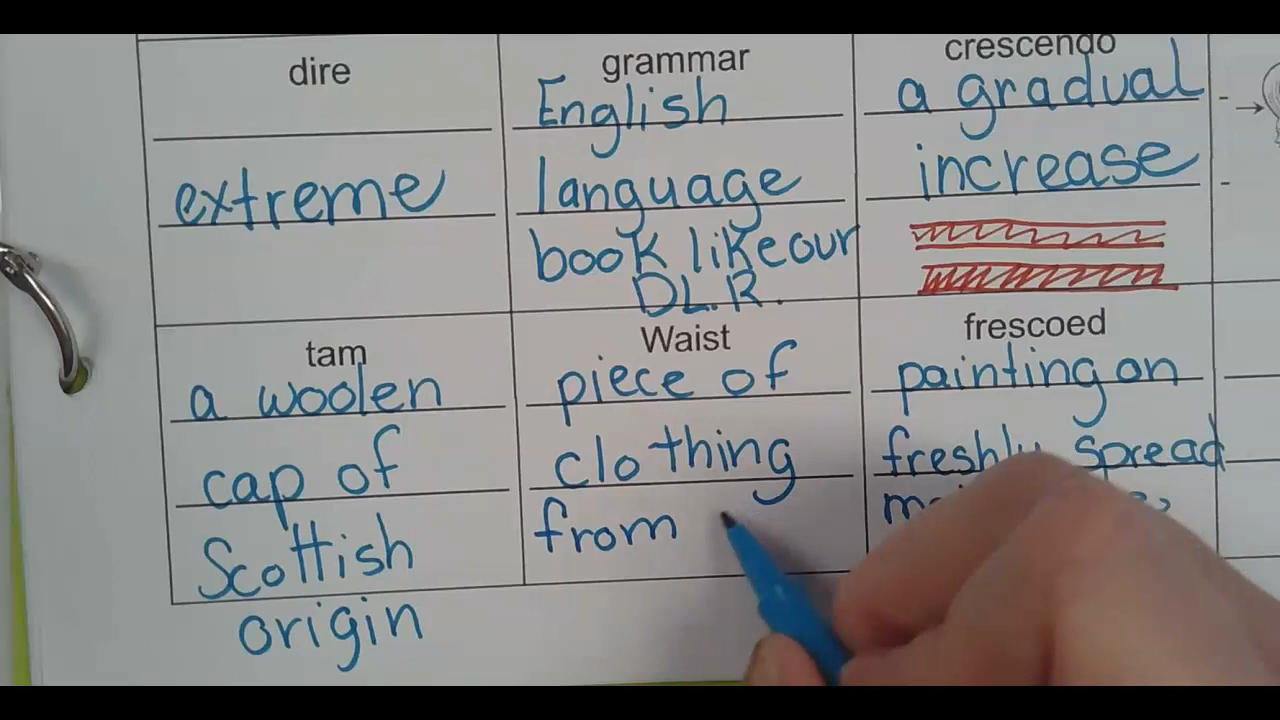 dire
extreme
grammar
English
language
book like our
D.L.R.
crescendo
a gradual
increase
tam
a woolen
cap of
Scottish
origin
Waist
piece of
clothing
from
frescoed
painting on
freshly spread